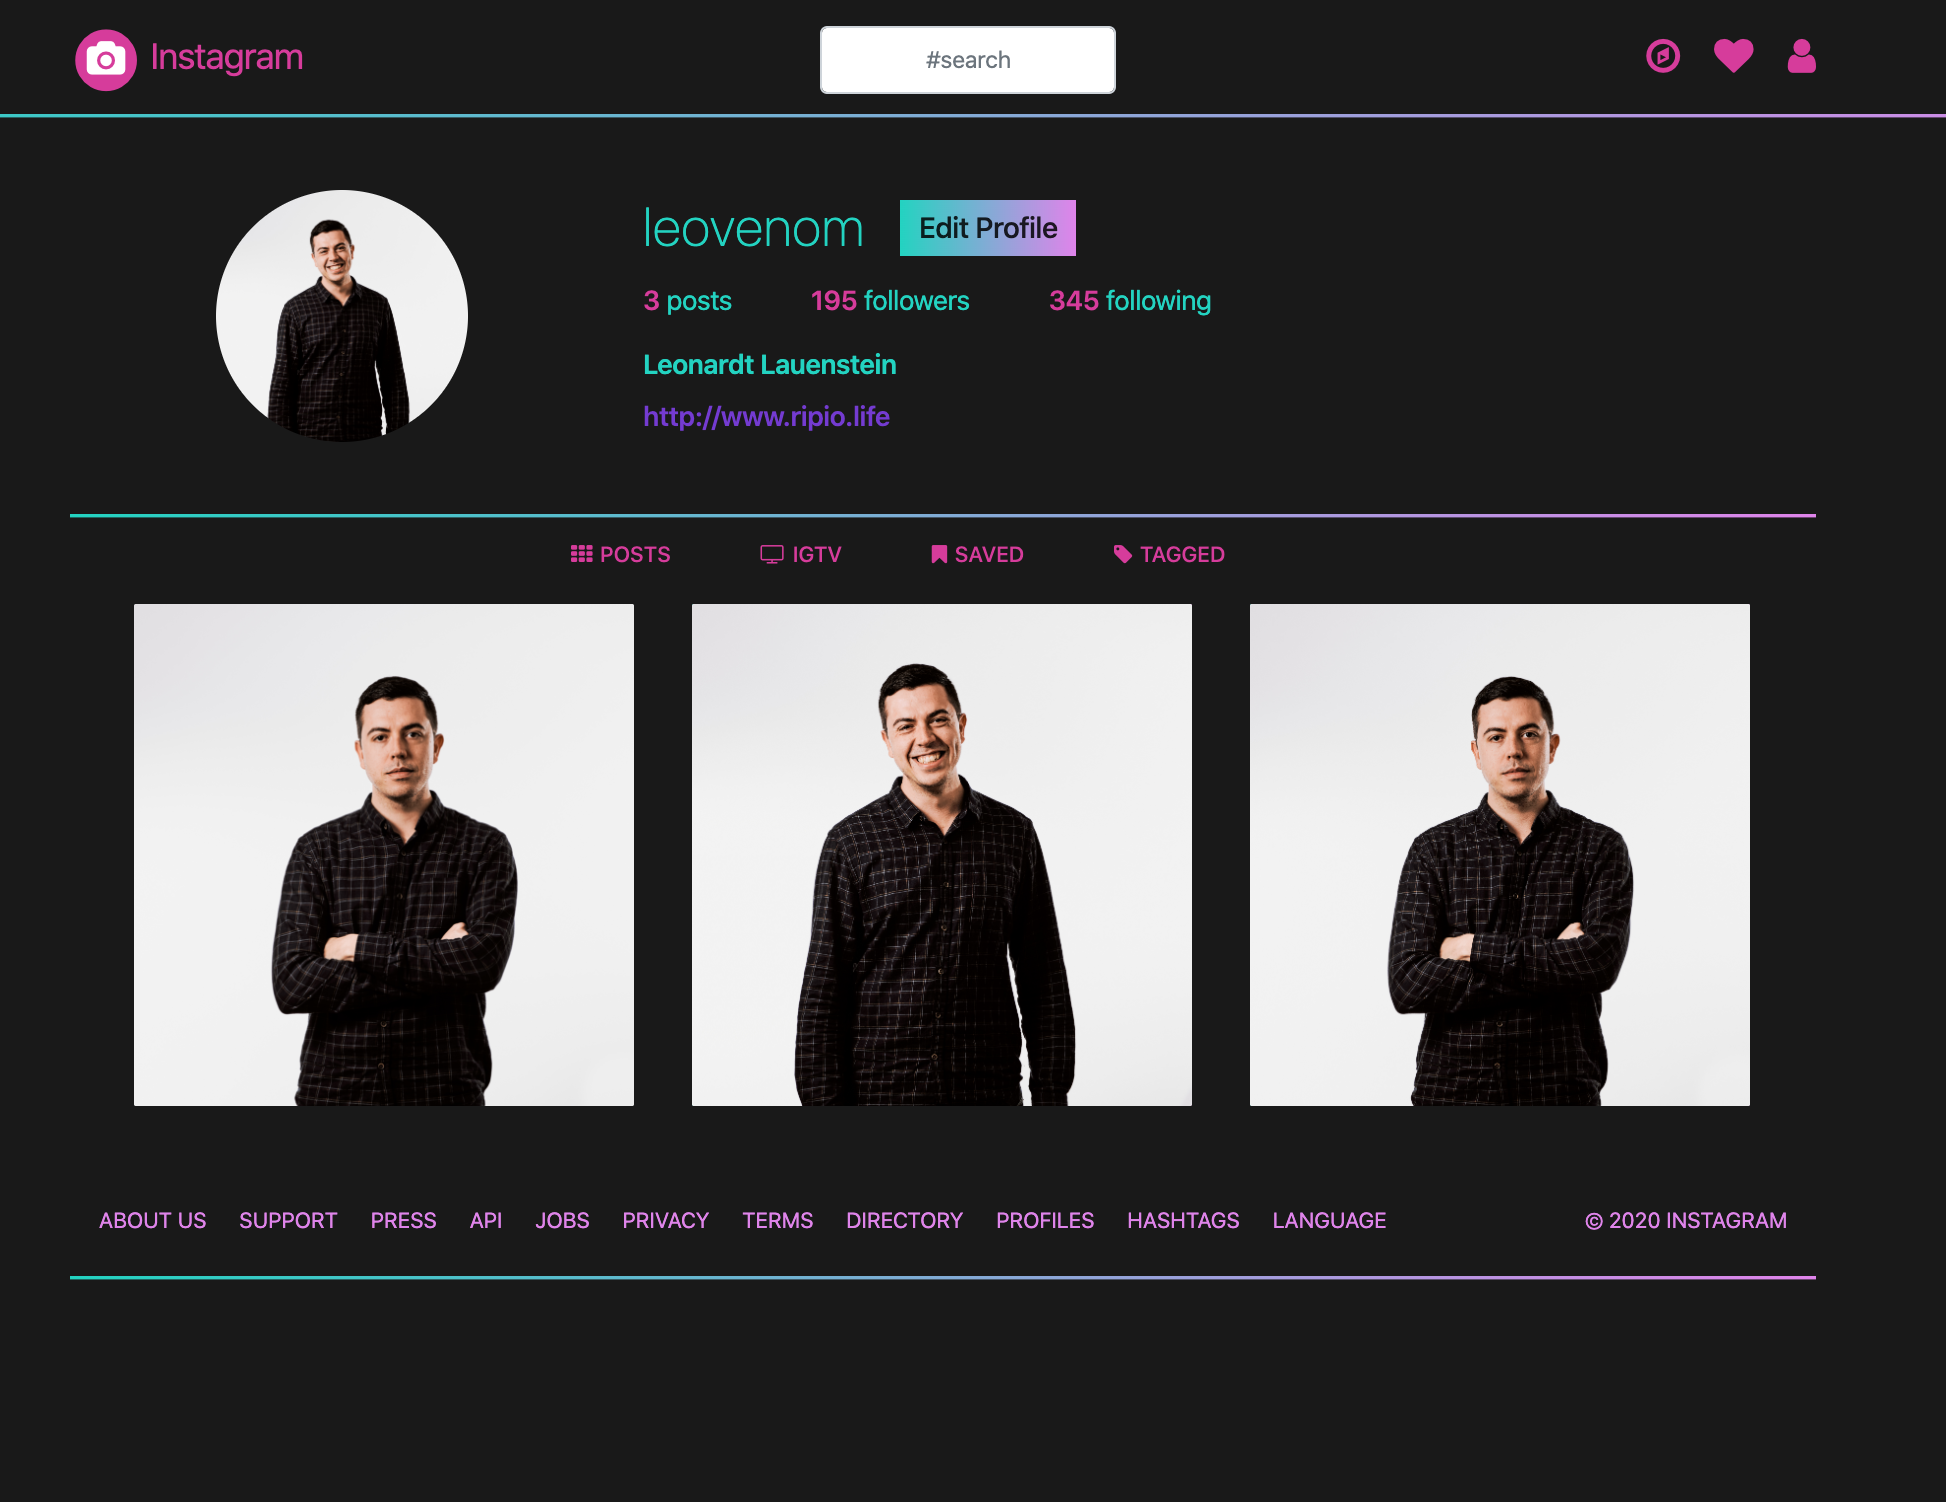 Instagram
#search
leovenom Edit Profile
3 posts 195 followers 345 following
Leonardt Lauenstein
http://www.ripio.life
POSTS IGTV SAVED TAGGED
ABOUT US SUPPORT PRESS API JOBS PRIVACY TERMS DIRECTORY PROFILES HASHTAGS LANGUAGE © 2020 INSTAGRAM